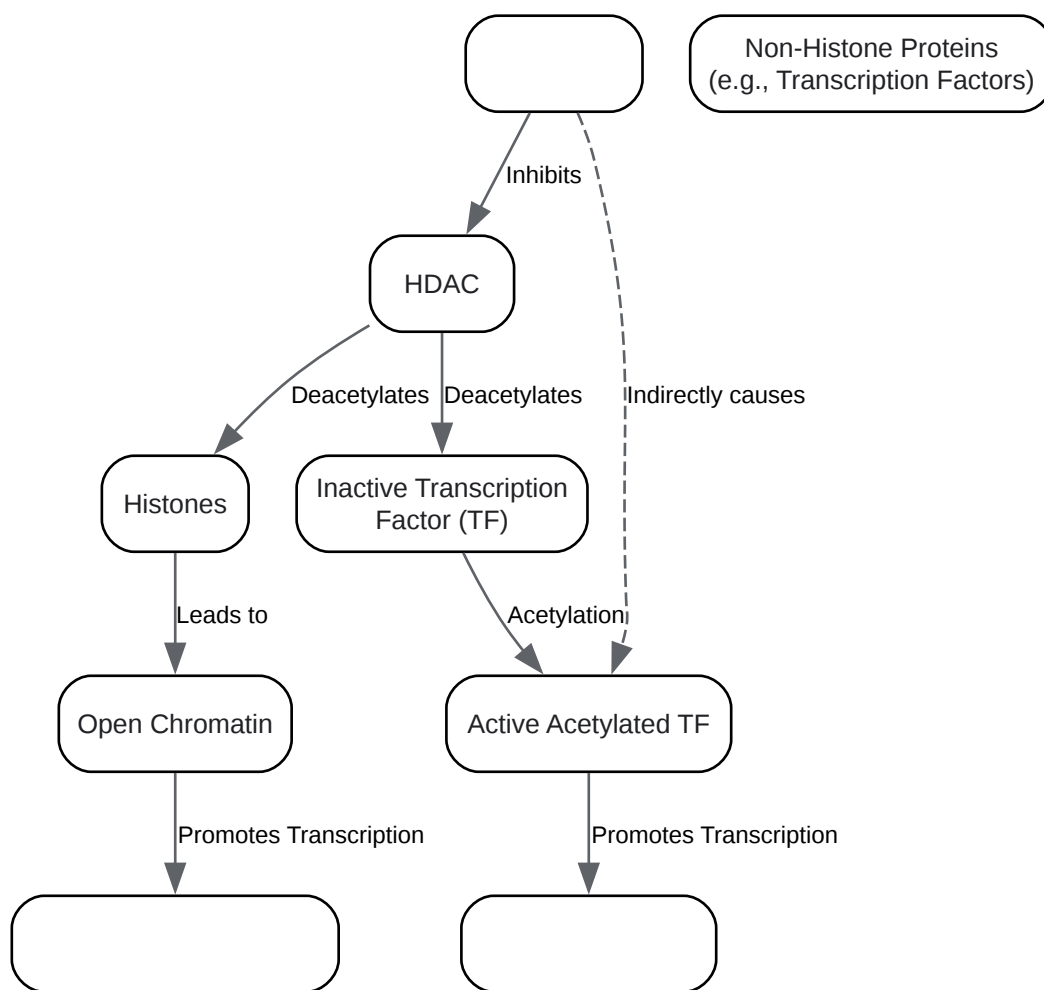 Non-Histone Proteins
(e.g., Transcription Factors)
Inhibits
HDAC
Deacetylates
Deacetylates
Indirectly causes
Histones
Inactive Transcription
Factor (TF)
Leads to
Acetylation
Open Chromatin
Active Acetylated TF
Promotes Transcription
Promotes Transcription